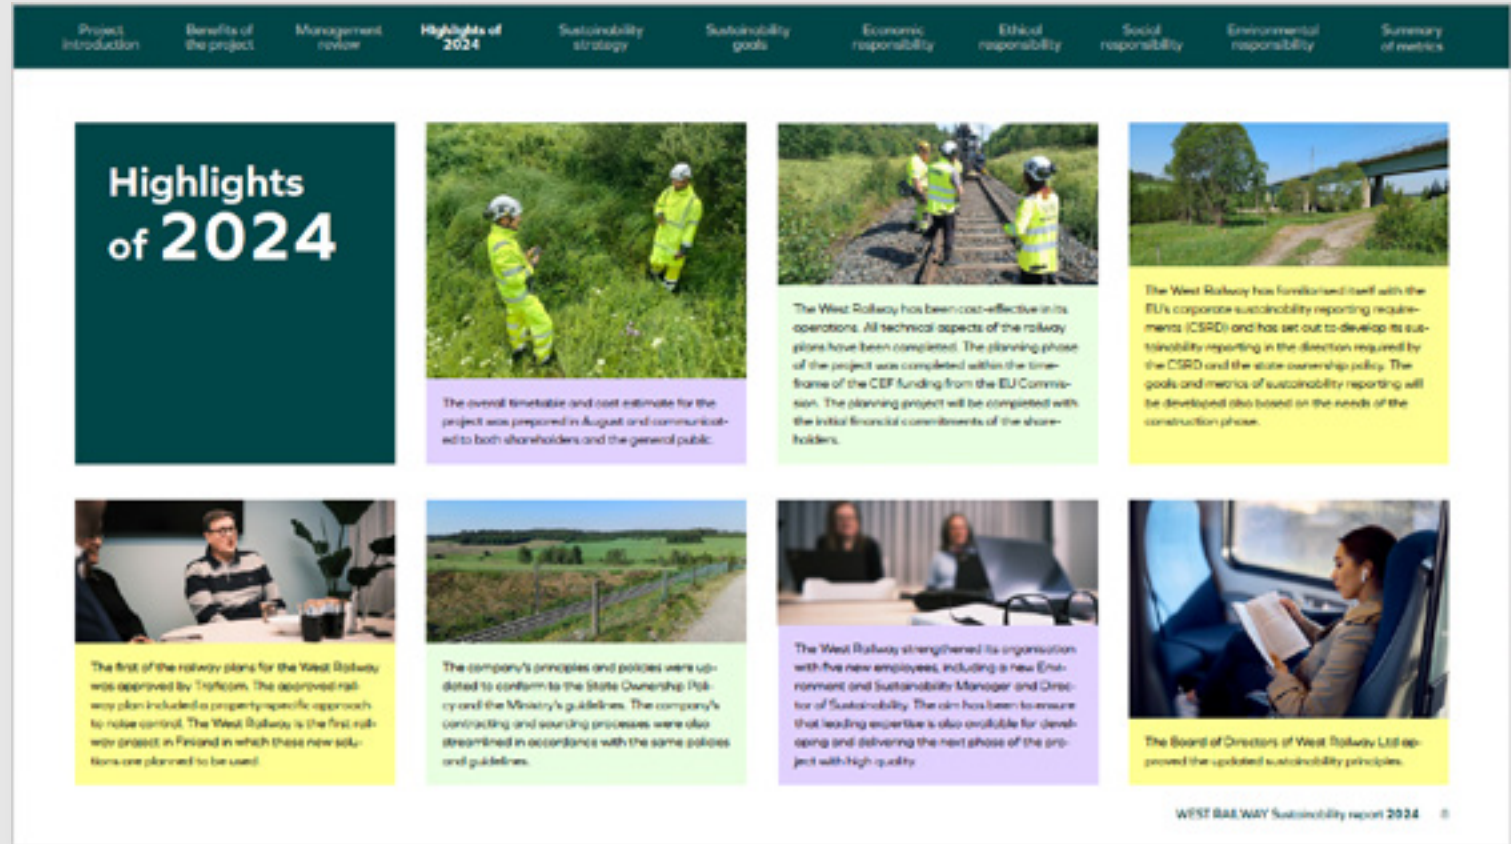 Project
introduction
Benefits of
the project
Management
review
Highlights of
2024
Sustainability
strategy
Sustainability
goals
Economic
responsibility
Ethical
responsibility
Social
responsibility
Environmental
responsibility
Summary
of metrics
Highlights
of 2024
The overall timetable and cost estimate for the
project was prepared in August and communicat-
ed to both shareholders and the general public.
The West Railway has been cost-effective in its
operations. All technical aspects of the railway
plans have been completed. The planning phase
of the project was completed within the time-
frame of the CEF funding from the EU Commis-
sion. The planning project will be completed with
the initial financial commitments of the share-
holders.
The West Railway has familiarised itself with the
EU's corporate sustainability reporting require-
ments (CSRD) and has set out to develop its sus-
tainability reporting in the direction required by
the CSRD and the state ownership policy. The
goals and metrics of sustainability reporting will
be developed also based on the needs of the
construction phase.
The first of the railway plans for the West Railway
was approved by Traficom. The approved rail-
way plan included a property-specific approach
to noise control. The West Railway is the first rail-
way project in Finland in which these new solu-
tions are planned to be used.
The company's principles and policies were up-
dated to conform to the State Ownership Pol-
icy and the Ministry's guidelines. The company's
contracting and sourcing processes were also
streamlined in accordance with the same policies
and guidelines.
The West Railway strengthened its organisation
with five new employees, including a new Envi-
ronment and Sustainability Manager and Direc-
tor of Sustainability. The aim has been to ensure
that leading expertise is also available for devel-
oping and delivering the next phase of the pro-
ject with high quality.
The Board of Directors of West Railway Ltd ap-
proved the updated sustainability principles.
WEST RAILWAY Sustainability report 2024